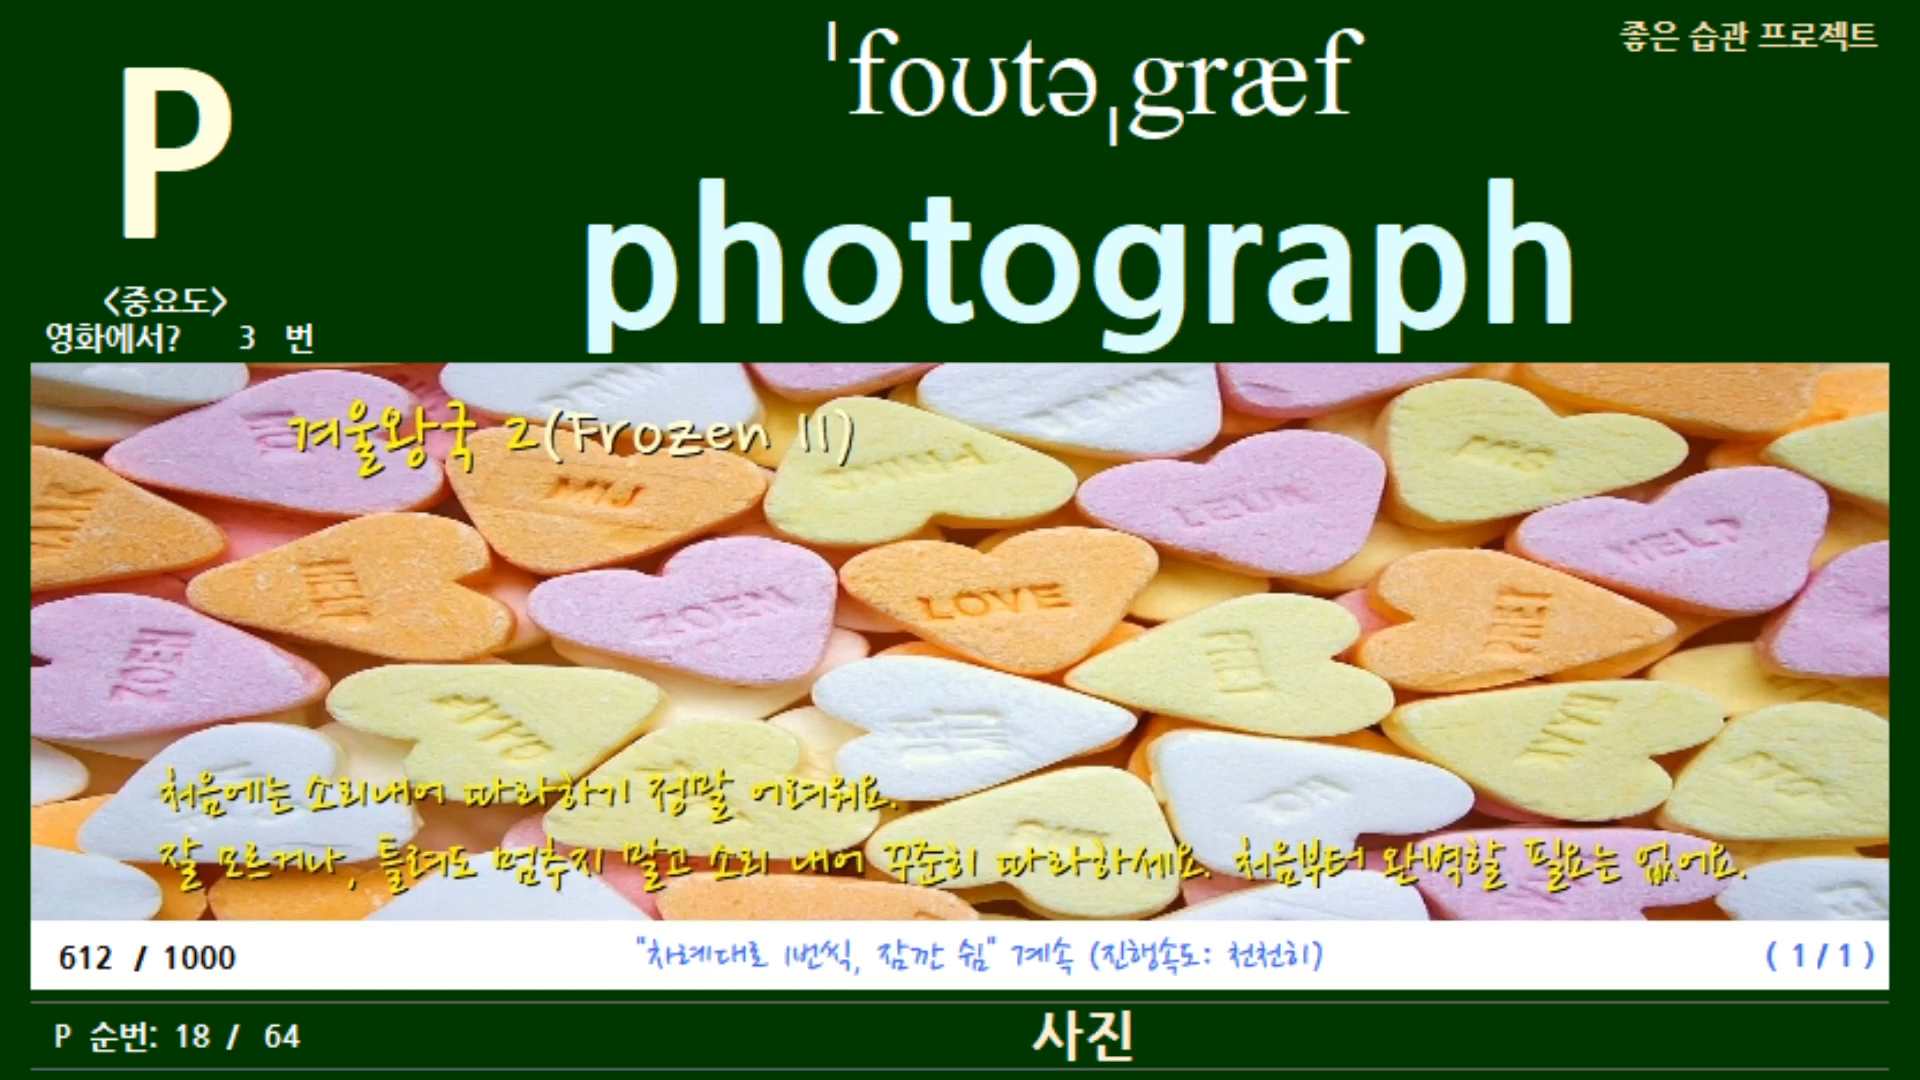 좋은 습관 프로젝트
P
ˈfoʊtəˌɡræf
photograph
<중요도>
영화에서? 3 번
겨울왕국 2(Frozen II)
MIJ
LEUK
HELP
ZOEN
LOVE
처음에는 소리내어 따라하기 정말 어려워요.
잘 모르거나, 틀려도 멈추지 말고 소리 내어 꾸준히 따라하세요. 처음부터 완벽할 필요는 없어요.
612 / 1000
"차례대로 1번씩, 잠깐 쉼" 계속 (진행속도: 천천히)
( 1 / 1 )
P 순번: 18 / 64
사진